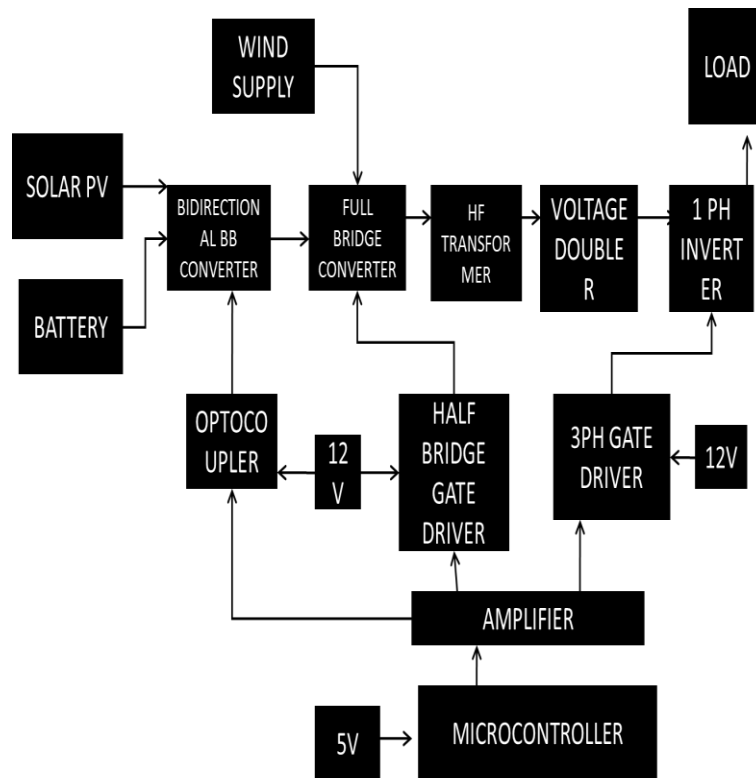 WIND
SUPPLY
LOAD
SOLAR PV
BIDIRECTION
AL BB
CONVERTER
FULL
BRIDGE
CONVERTER
HF
TRANSFOR
MER
VOLTAGE
DOUBLE
R
1 PH
INVERT
ER
BATTERY
OPTOCO
UPLER
12
V
HALF
BRIDGE
GATE
DRIVER
3PH GATE
DRIVER
12V
AMPLIFIER
5V
MICROCONTROLLER